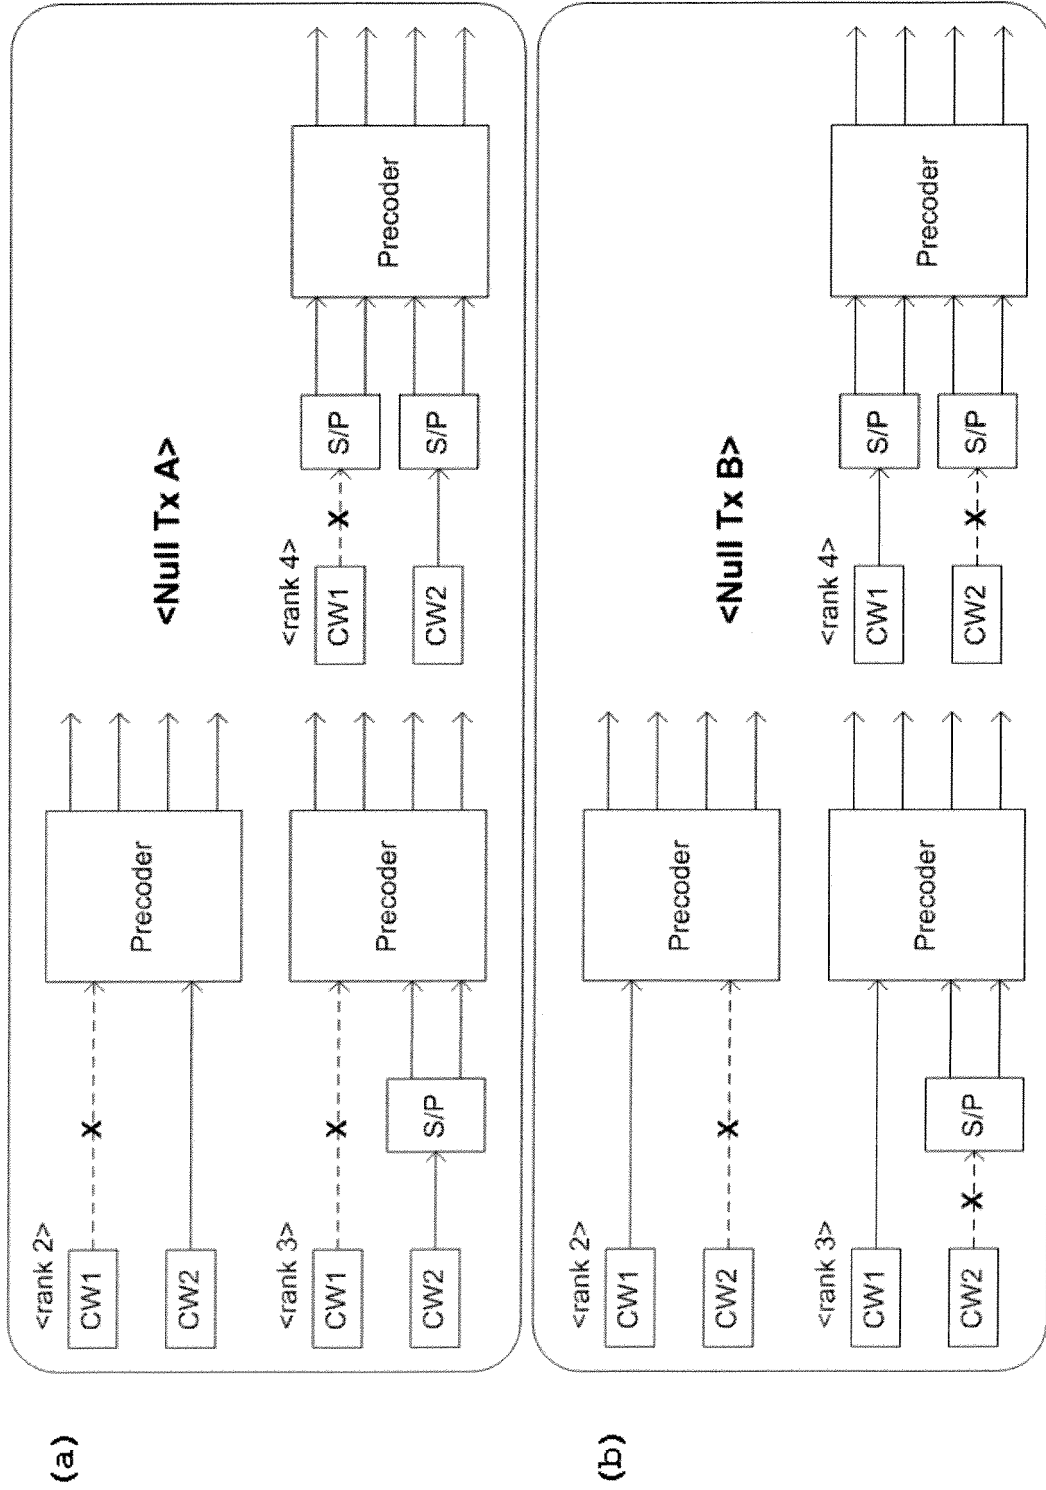 (a)
<rank 2>
CW1
X
CW2
Precoder
<Null Tx A>
<rank 3>
CW1
X
CW2
S/P
Precoder
<rank 4>
CW1
X
S/P
CW2
S/P
Precoder
(b)
<rank 2>
CW1
CW2
X
Precoder
<Null Tx B>
<rank 3>
CW1
CW2
X
S/P
Precoder
<rank 4>
CW1
S/P
CW2
X
S/P
Precoder